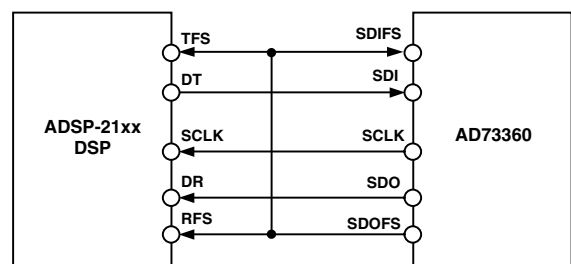 TFS SDIFS
DT SDI
ADSP-21xx
DSP
SCLK SCLK
AD73360
DR SDO
RFS SDOFS